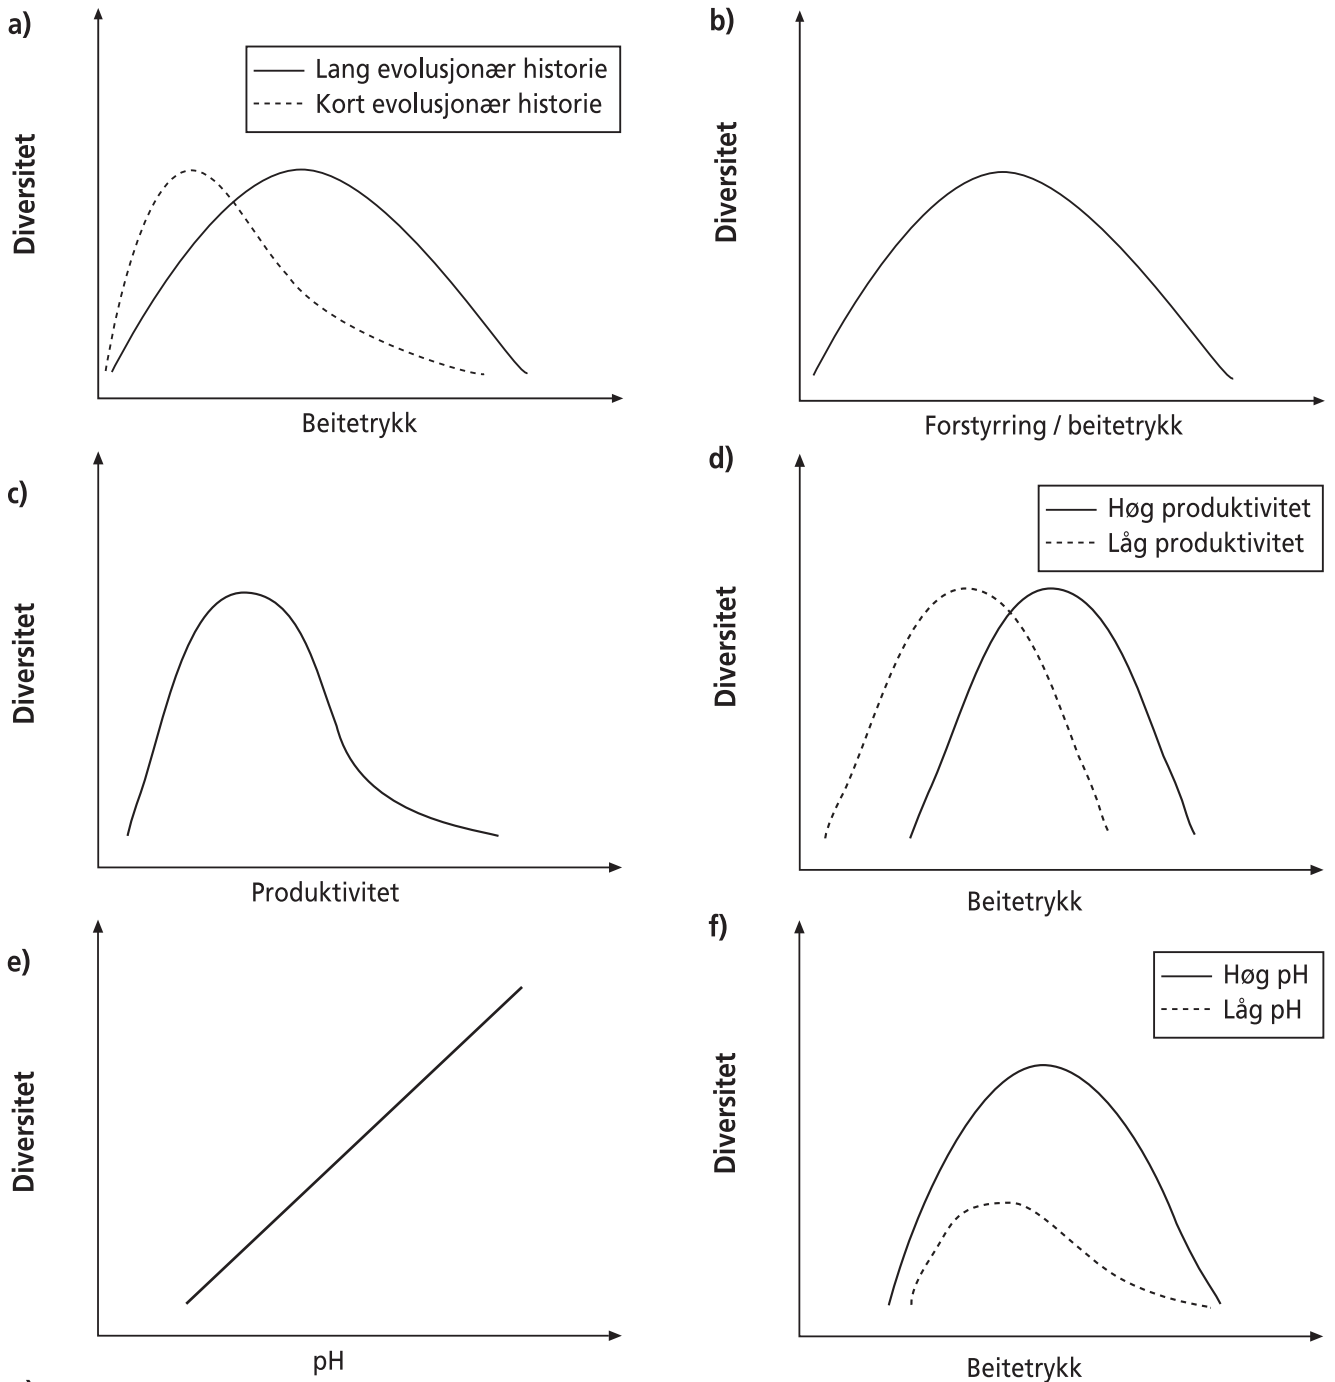 a)
Lang evolusjonær historie
Kort evolusjonær historie
Diversitet
Beitetrykk
b)
Diversitet
Forstyrring / beitetrykk
c)
Diversitet
Produktivitet
d)
Høg produktivitet
Låg produktivitet
Diversitet
Beitetrykk
e)
Diversitet
pH
f)
Høg pH
Låg pH
Diversitet
Beitetrykk